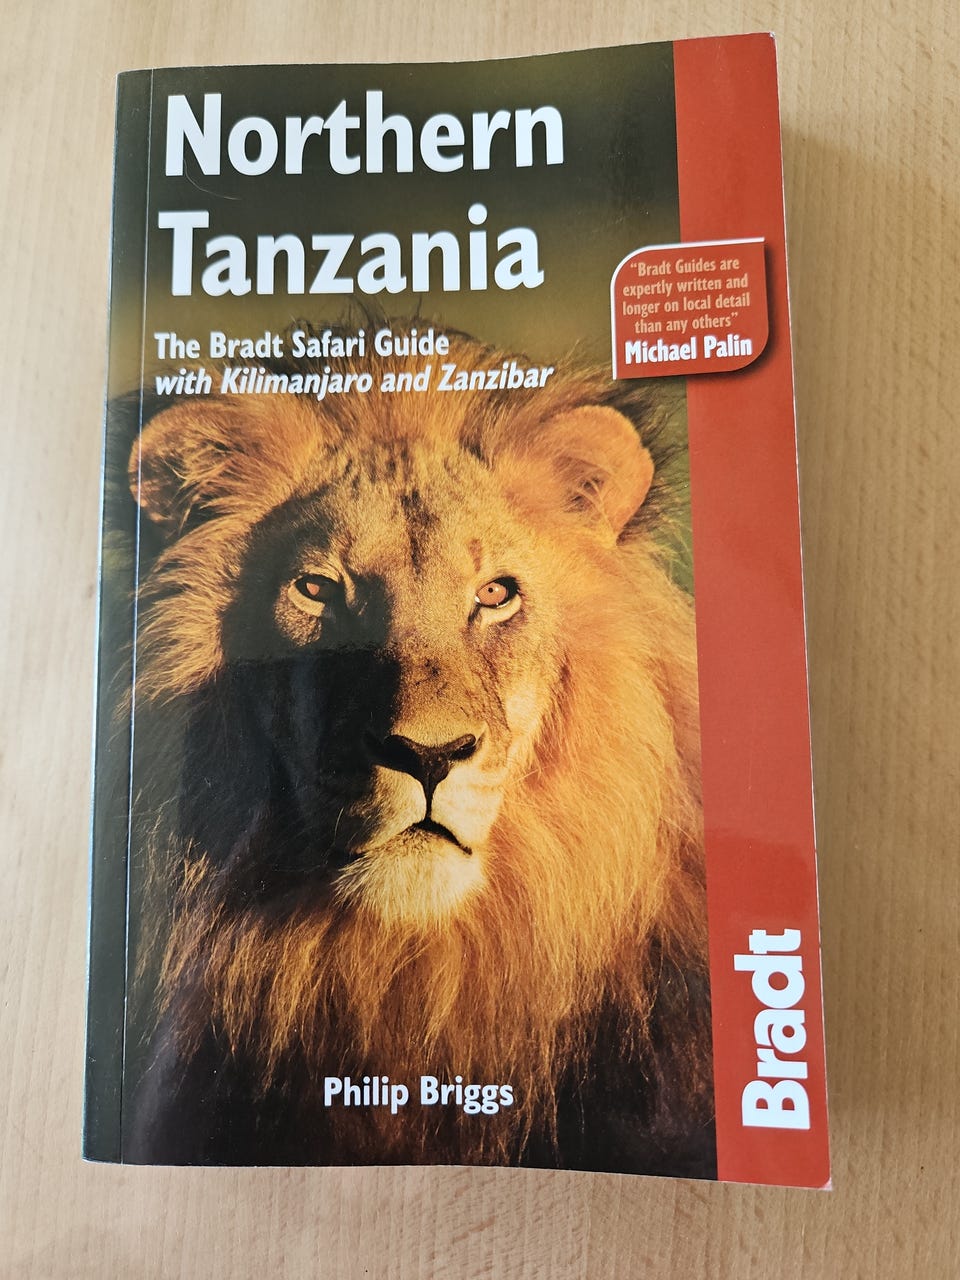 Northern
Tanzania
The Bradt Safari Guide
with Kilimanjaro and Zanzibar
“Bradt Guides are
expertly written and
longer on local detail
than any others”
Michael Palin
Philip Briggs
Bradt